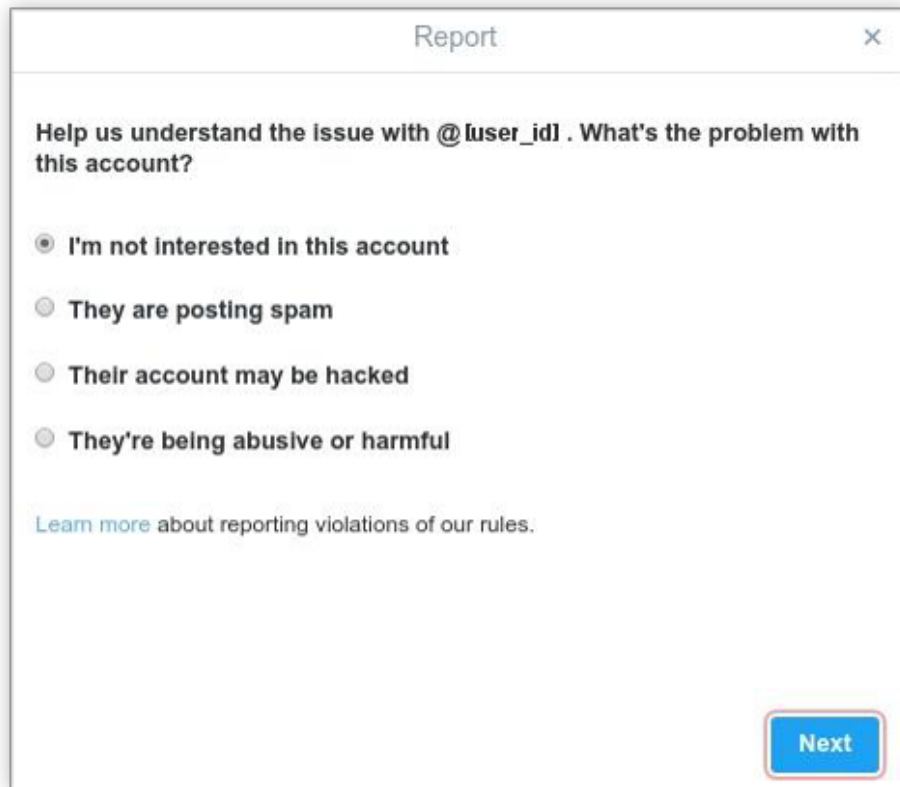 Report ×
Help us understand the issue with @[user_id] . What's the problem with
this account?
I'm not interested in this account
They are posting spam
Their account may be hacked
They're being abusive or harmful
Learn more about reporting violations of our rules.
Next